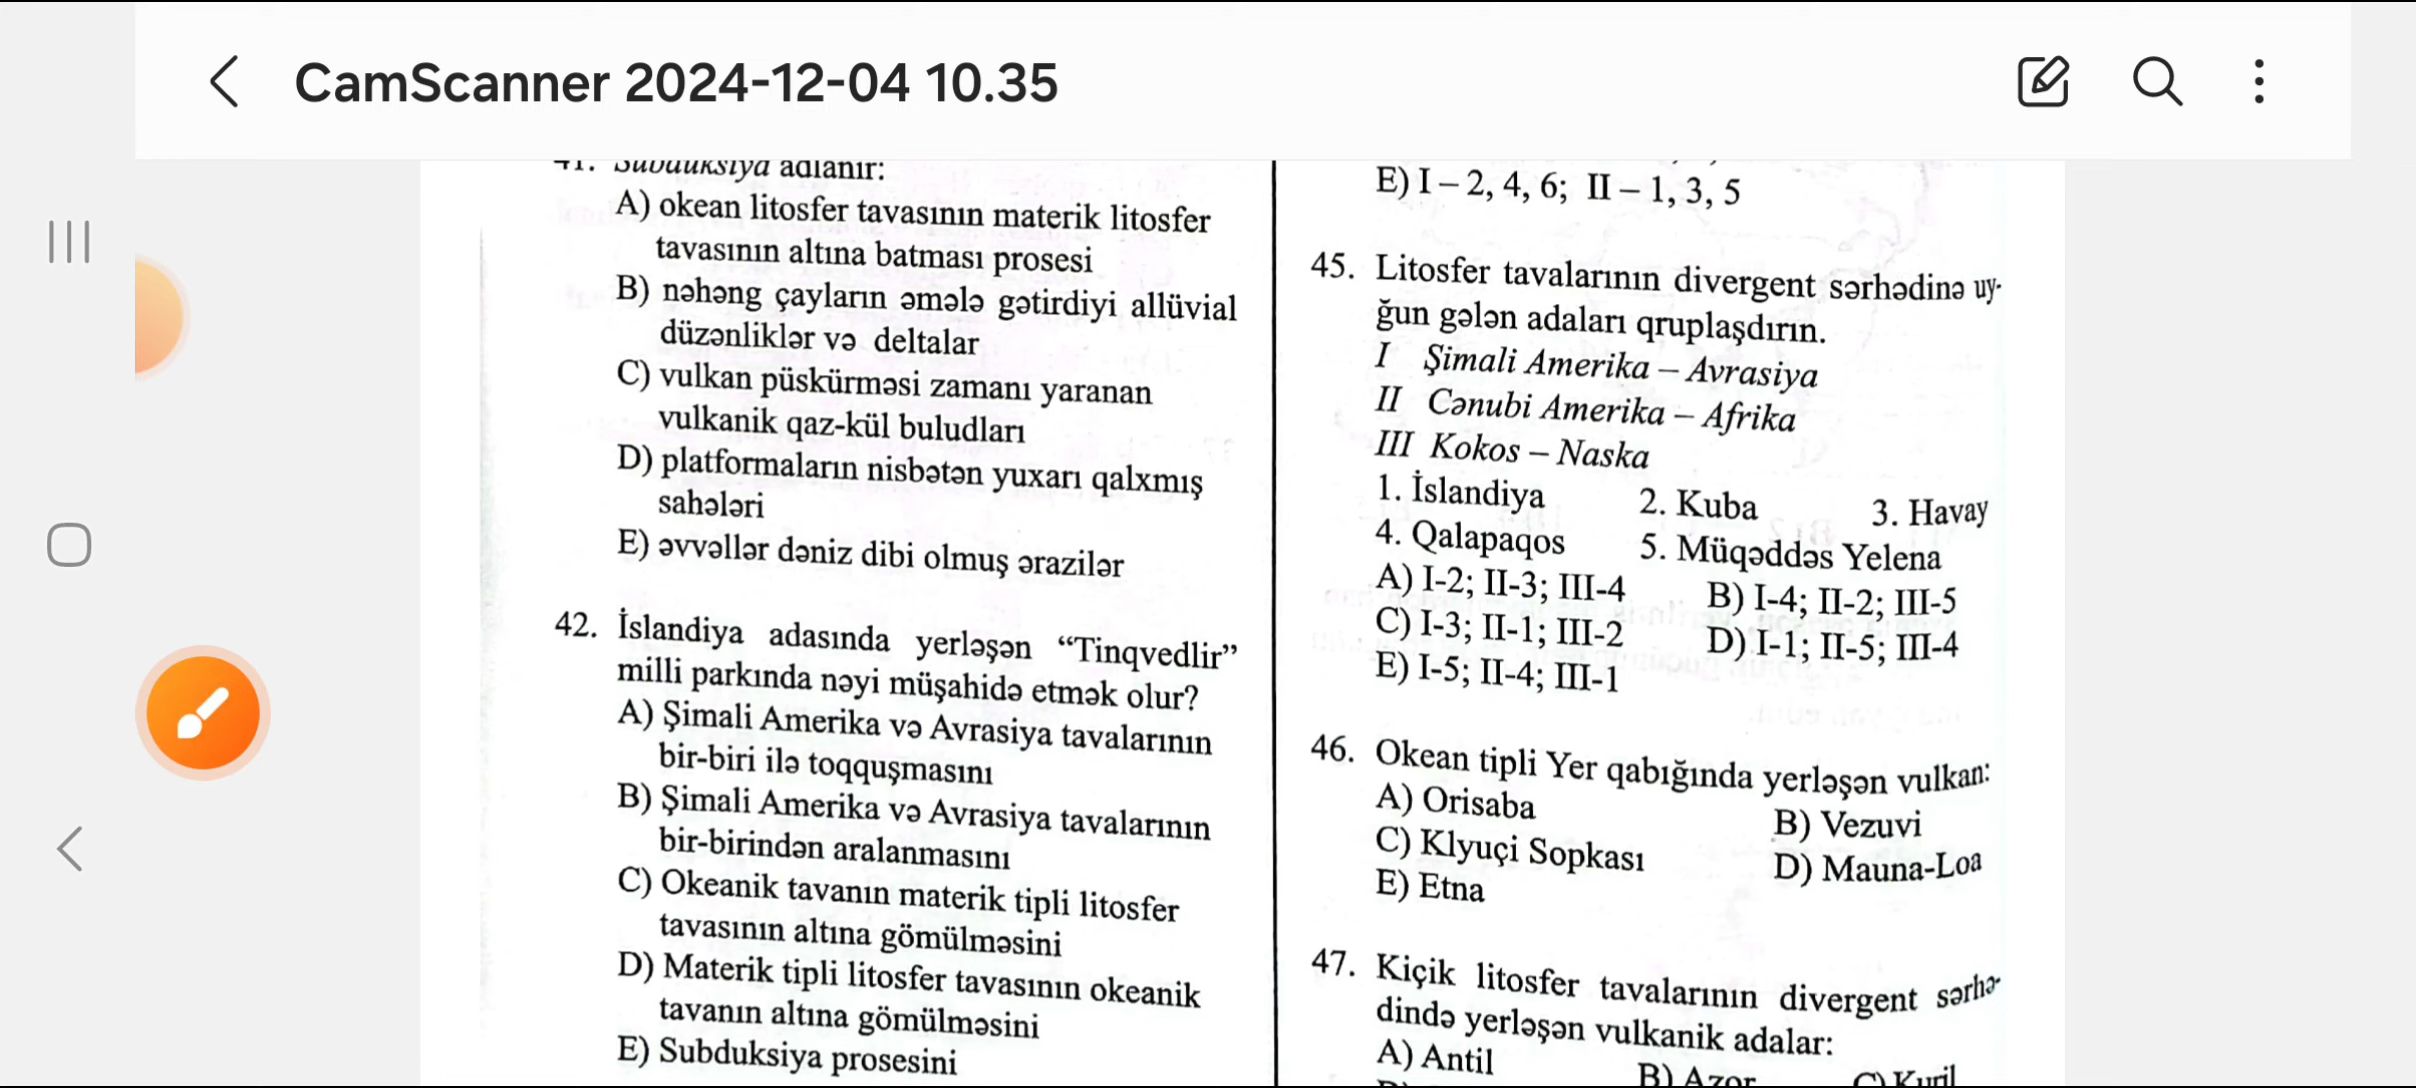 CamScanner 2024-12-04 10.35
41. Subduksiya adlanır:
A) okean litosfer tavasının materik litosfer
tavasının altına batması prosesi
B) nəhəng çayların əmələ gətirdiyi allüvial
düzənliklər və deltalar
C) vulkan püskürməsi zamanı yaranan
vulkanik qaz-kül buludları
D) platformaların nisbətən yuxarı qalxmış
sahələri
E) əvvəllər dəniz dibi olmuş ərazilər
42. İslandiya adasında yerləşən “Tinqvedlir”
milli parkında nəyi müşahidə etmək olur?
A) Şimali Amerika və Avrasiya tavalarının
bir-biri ilə toqquşmasını
B) Şimali Amerika və Avrasiya tavalarının
bir-birindən aralanmasını
C) Okeanik tavanın materik tipli litosfer
tavasının altına gömülməsini
D) Materik tipli litosfer tavasının okeanik
tavanın altına gömülməsini
E) Subduksiya prosesini
E) I – 2, 4, 6; II – 1, 3, 5
45. Litosfer tavalarının divergent sərhədinə uy-
ğun gələn adaları qruplaşdırın.
I Şimali Amerika – Avrasiya
II Cənubi Amerika – Afrika
III Kokos – Naska
1. İslandiya 2. Kuba 3. Havay
4. Qalapaqos 5. Müqəddəs Yelena
A) I-2; II-3; III-4 B) I-4; II-2; III-5
C) I-3; II-1; III-2 D) I-1; II-5; III-4
E) I-5; II-4; III-1
46. Okean tipli Yer qabığında yerləşən vulkan:
A) Orisaba B) Vezuvi
C) Klyuçi Sopkası D) Mauna-Loa
E) Etna
47. Kiçik litosfer tavalarının divergent sərhə-
dində yerləşən vulkanik adalar:
A) Antil B) Azor C) Kuril